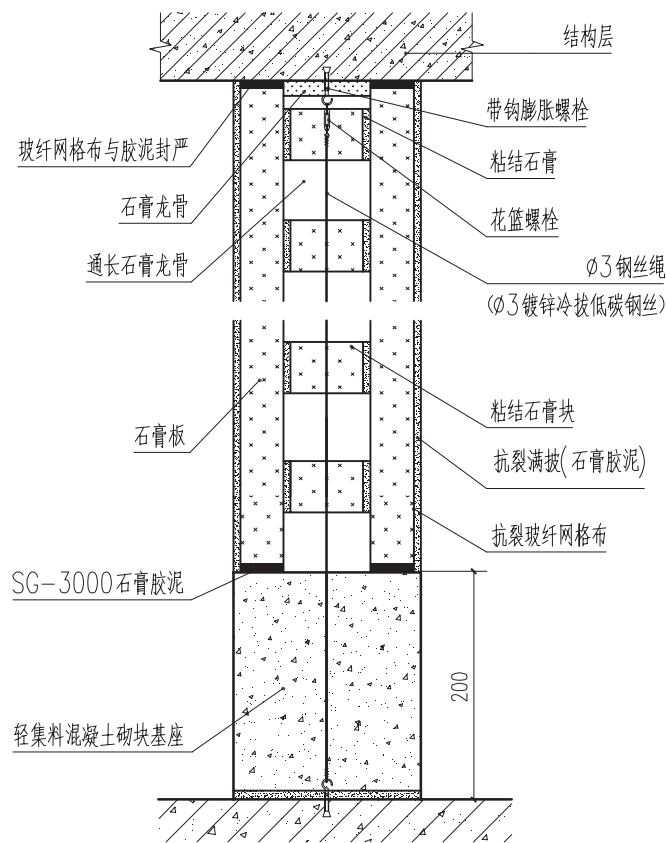 结构层
带钩膨胀螺栓
玻纤网格布与胶泥封严
粘结石膏
石膏龙骨
花篮螺栓
通长石膏龙骨
Ø3钢丝绳
(Ø3镀锌冷拔低碳钢丝)
粘结石膏块
石膏板
抗裂满披(石膏胶泥)
抗裂玻纤网格布
SG-3000石膏胶泥
200
轻集料混凝土砌块基座